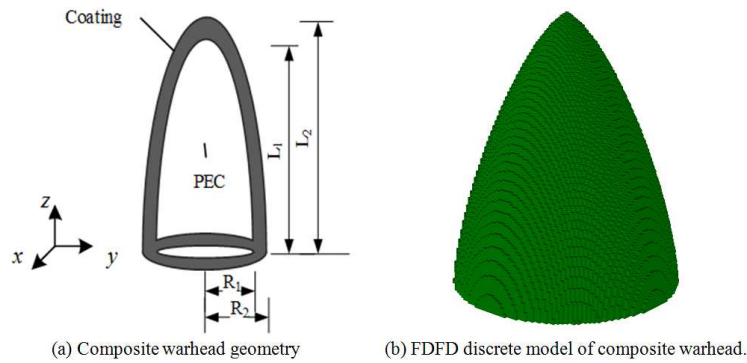 Coating
L₁
L₂
PEC
z
x
y
R₁
R₂
(a) Composite warhead geometry
(b) FDFD discrete model of composite warhead.